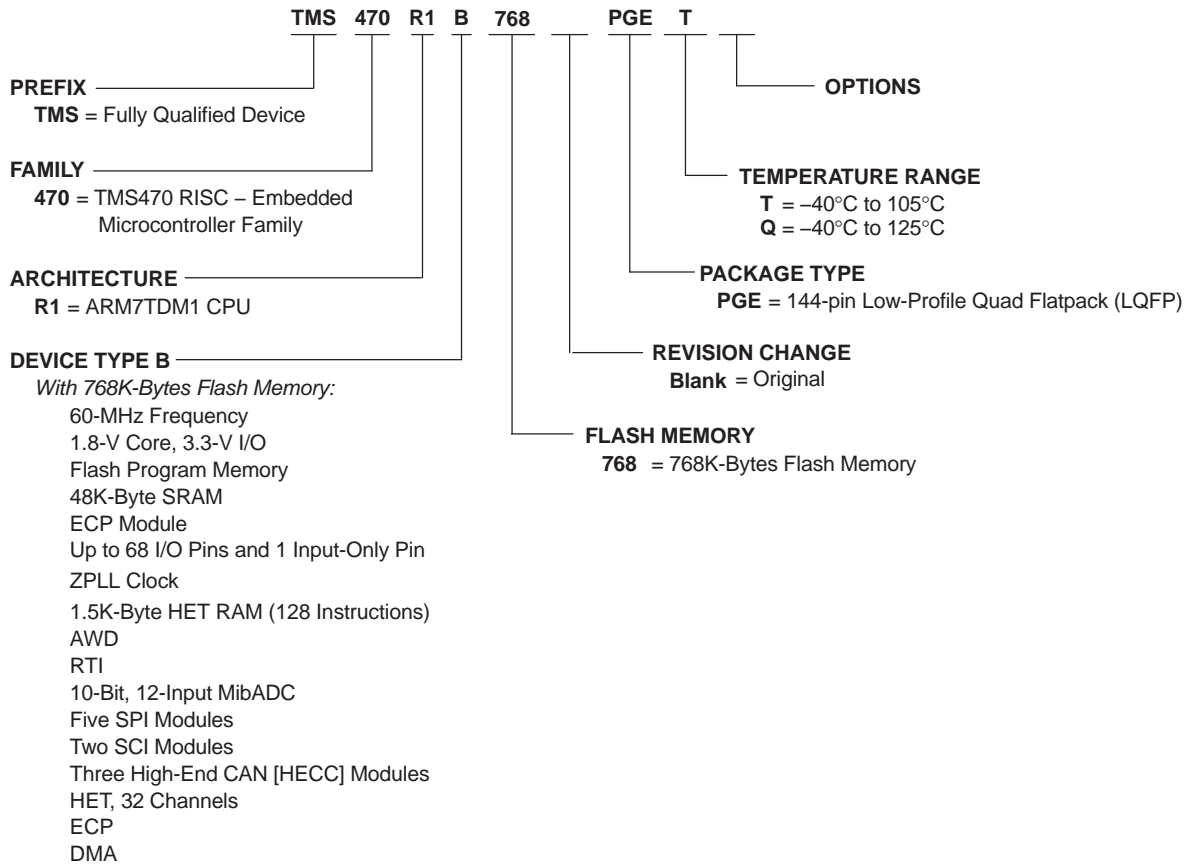 TMS 470 R1 B 768 PGE T
PREFIX
TMS = Fully Qualified Device
FAMILY
470 = TMS470 RISC – Embedded
Microcontroller Family
ARCHITECTURE
R1 = ARM7TDM1 CPU
DEVICE TYPE B
With 768K-Bytes Flash Memory:
60-MHz Frequency
1.8-V Core, 3.3-V I/O
Flash Program Memory
48K-Byte SRAM
ECP Module
Up to 68 I/O Pins and 1 Input-Only Pin
ZPLL Clock
1.5K-Byte HET RAM (128 Instructions)
AWD
RTI
10-Bit, 12-Input MibADC
Five SPI Modules
Two SCI Modules
Three High-End CAN [HECC] Modules
HET, 32 Channels
ECP
DMA
OPTIONS
TEMPERATURE RANGE
T = –40°C to 105°C
Q = –40°C to 125°C
PACKAGE TYPE
PGE = 144-pin Low-Profile Quad Flatpack (LQFP)
REVISION CHANGE
Blank = Original
FLASH MEMORY
768 = 768K-Bytes Flash Memory